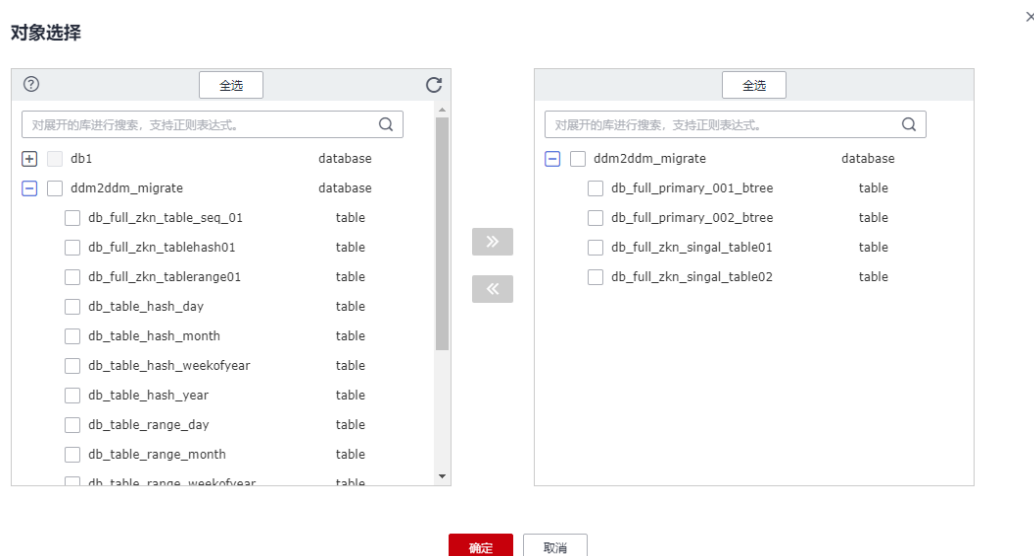 对象选择
全选
对展开的库进行搜索，支持正则表达式。
db1 database
ddm2ddm_migrate database
db_full_zkn_table_seq_01 table
db_full_zkn_tablehash01 table
db_full_zkn_tablerange01 table
db_table_hash_day table
db_table_hash_month table
db_table_hash_weekofyear table
db_table_hash_year table
db_table_range_day table
db_table_range_month table
db_table_range_weekofyear table
全选
对展开的库进行搜索，支持正则表达式。
ddm2ddm_migrate database
db_full_primary_001_btree table
db_full_primary_002_btree table
db_full_zkn_singal_table01 table
db_full_zkn_singal_table02 table
确定 取消